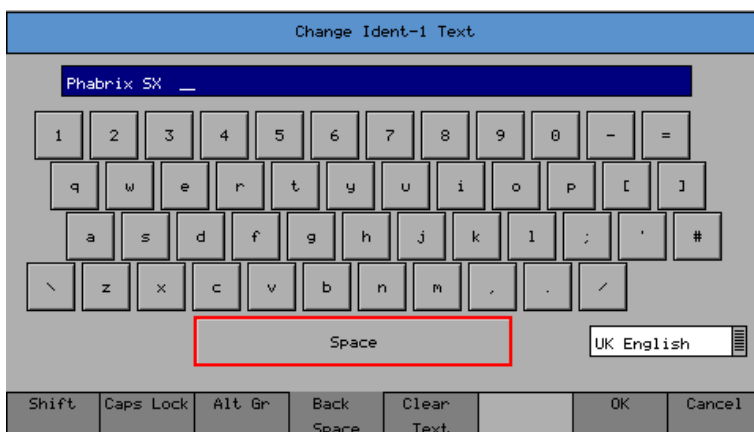 Change Ident-1 Text
Phabrix SX __
1 2 3 4 5 6 7 8 9 0 - =
q w e r t y u i o p [ ]
a s d f g h j k l ; ' #
\ z x c v b n m , . /
Space
UK English
Shift Caps Lock Alt Gr Back Space Clear Text OK Cancel